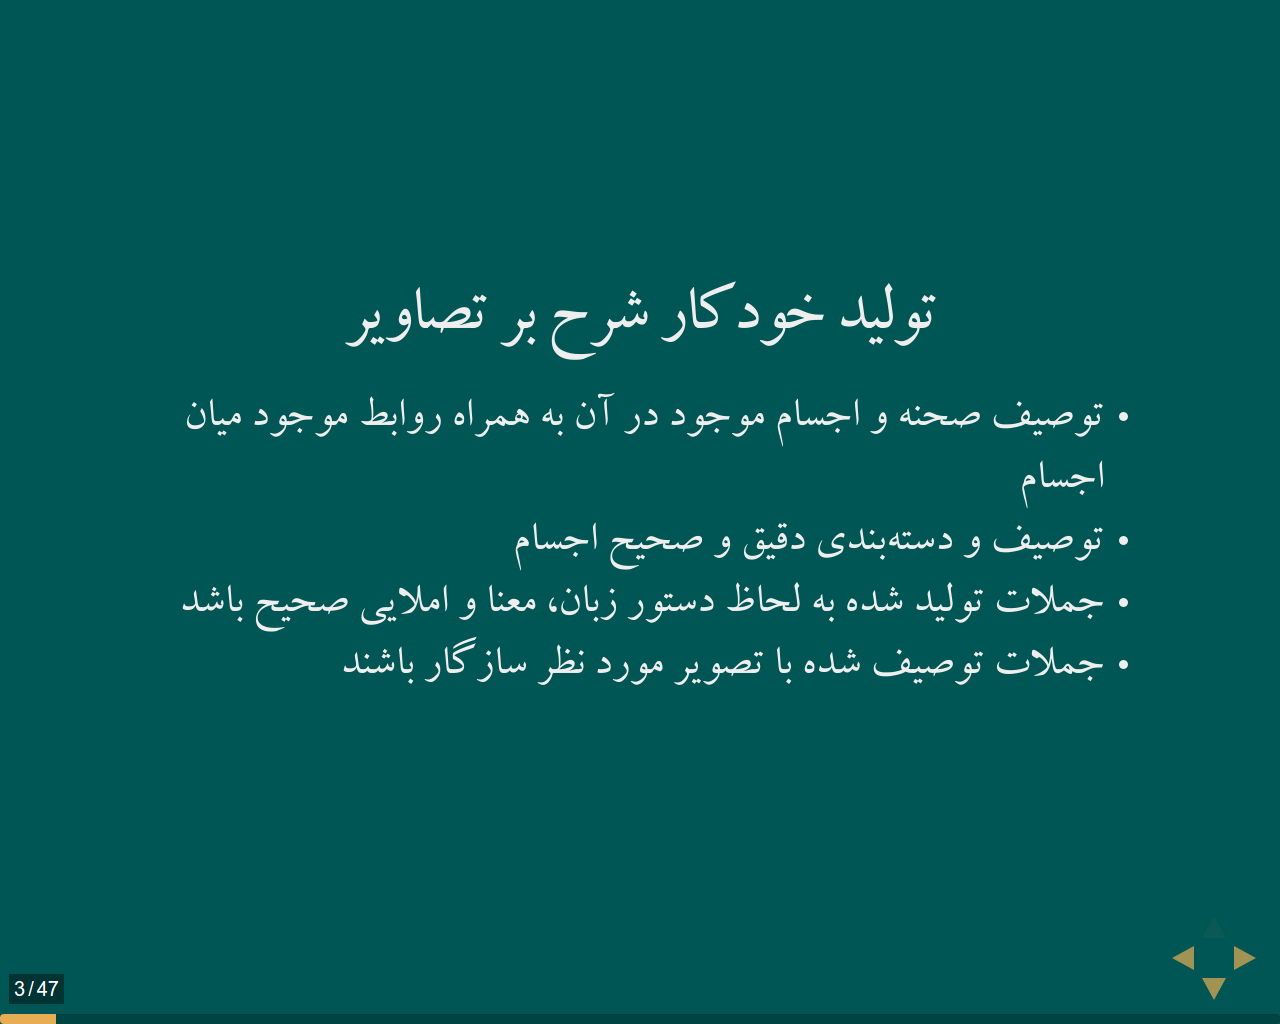 تولید خودکار شرح بر تصاویر
• توصیف صحنه و اجسام موجود در آن به همراه روابط موجود میان
اجسام
• توصیف و دسته‌بندی دقیق و صحیح اجسام
• جملات تولید شده به لحاظ دستور زبان، معنا و املایی صحیح باشد
• جملات توصیف شده با تصویر مورد نظر سازگار باشند
3/47